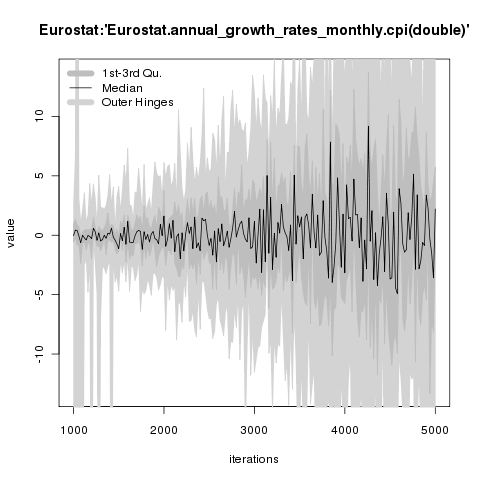 Eurostat:'Eurostat.annual_growth_rates_monthly.cpi(double)'
1st-3rd Qu.
Median
Outer Hinges
10
5
0
-5
-10
value
1000 2000 3000 4000 5000
iterations